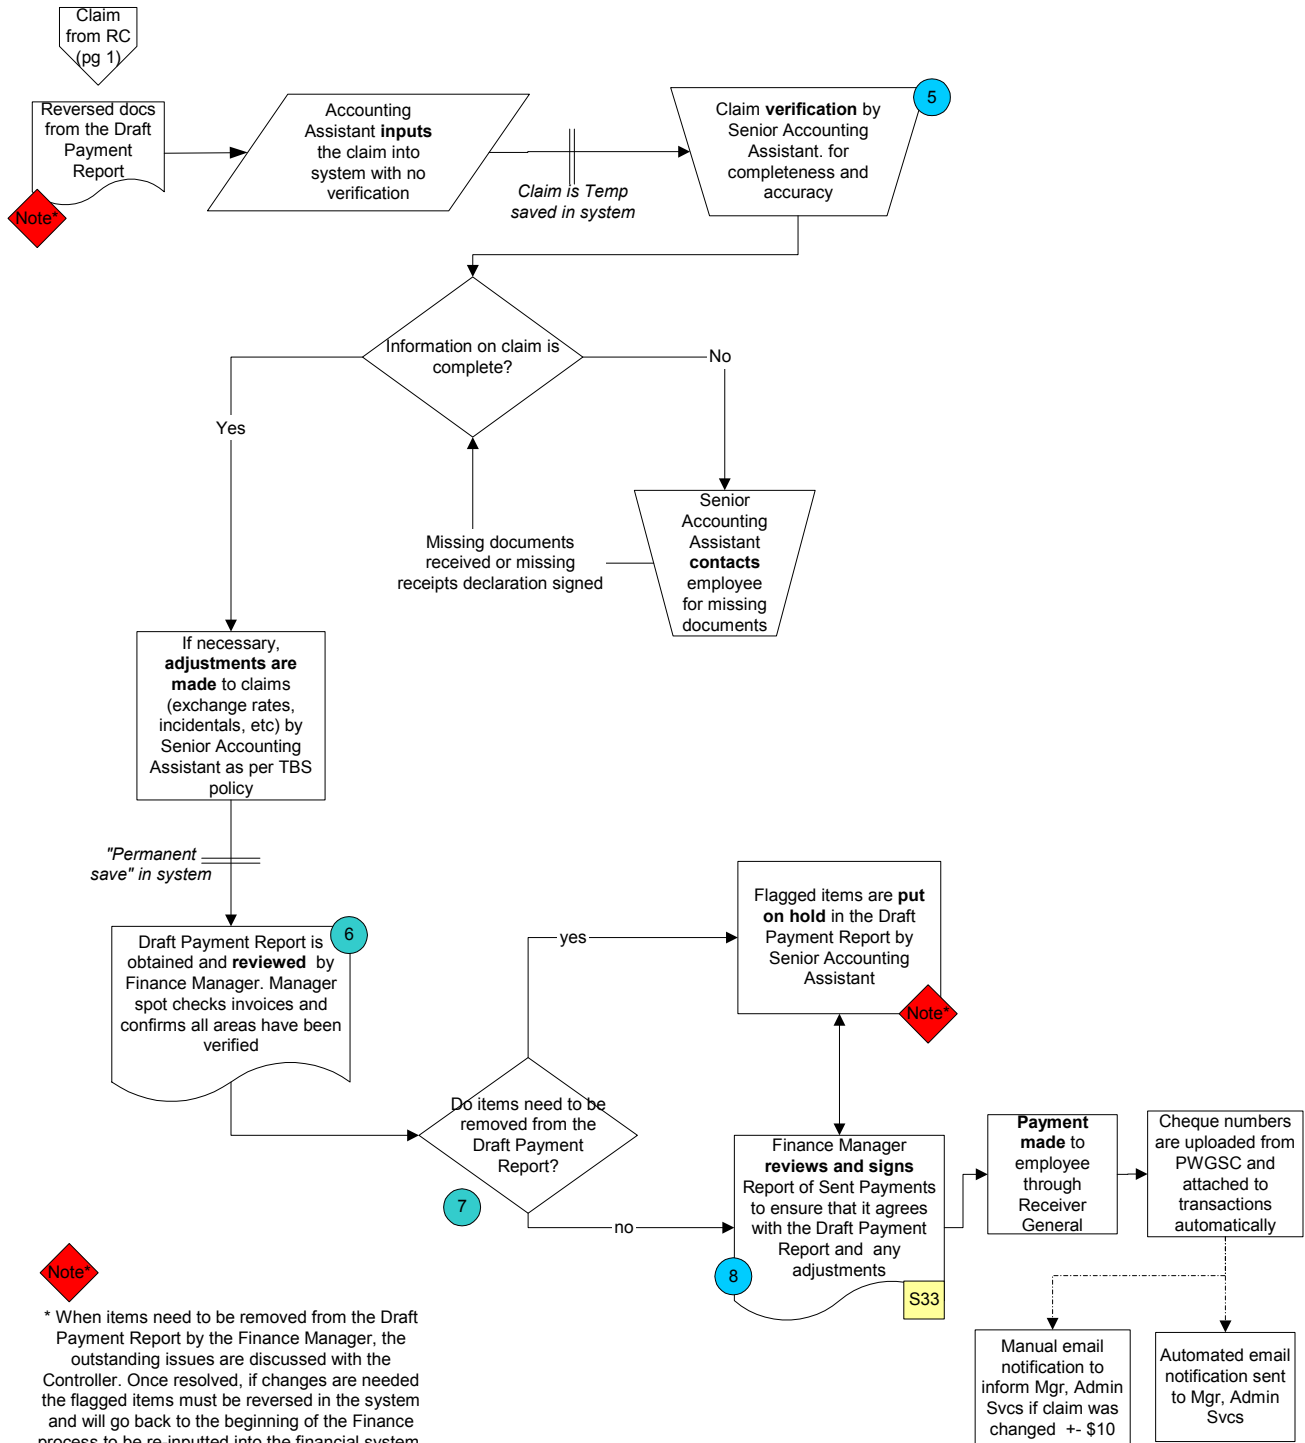 Claim
from RC
(pg 1)
Reversed docs
from the Draft
Payment
Report
Note*
Accounting
Assistant inputs
the claim into
system with no
verification
Claim is Temp
saved in system
Claim verification by
Senior Accounting
Assistant. for
completeness and
accuracy
5
Information on claim is
complete?
No
Yes
Senior
Accounting
Assistant
contacts
employee
for missing
documents
Missing documents
received or missing
receipts declaration signed
If necessary,
adjustments are
made to claims
(exchange rates,
incidentals, etc) by
Senior Accounting
Assistant as per TBS
policy
"Permanent
save" in system
Draft Payment Report is
obtained and reviewed by
Finance Manager. Manager
spot checks invoices and
confirms all areas have been
verified
6
yes
Flagged items are put
on hold in the Draft
Payment Report by
Senior Accounting
Assistant
Note*
Do items need to be
removed from the
Draft Payment
Report?
7
no
Finance Manager
reviews and signs
Report of Sent Payments
to ensure that it agrees
with the Draft Payment
Report and any
adjustments
8
S33
Payment
made to
employee
through
Receiver
General
Cheque numbers
are uploaded from
PWGSC and
attached to
transactions
automatically
Manual email
notification to
inform Mgr, Admin
Svcs if claim was
changed +- $10
Automated email
notification sent
to Mgr, Admin
Svcs
Note*
* When items need to be removed from the Draft
Payment Report by the Finance Manager, the
outstanding issues are discussed with the
Controller. Once resolved, if changes are needed
the flagged items must be reversed in the system
and will go back to the beginning of the Finance
process to be re-inputted into the financial system